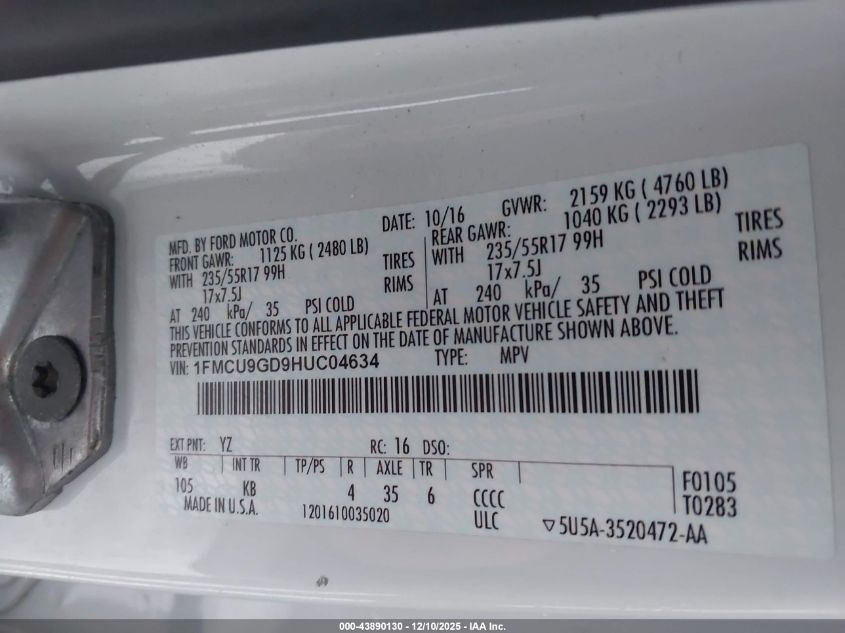 MFD. BY FORD MOTOR CO.
DATE: 10/16 GVWR: 2159 KG ( 4760 LB)
FRONT GAWR: 1125 KG ( 2480 LB) REAR GAWR: 1040 KG ( 2293 LB)
WITH 235/55R17 99H TIRES WITH 235/55R17 99H TIRES
17x7.5J RIMS 17x7.5J RIMS
AT 240 kPa/ 35 PSI COLD AT 240 kPa/ 35 PSI COLD
THIS VEHICLE CONFORMS TO ALL APPLICABLE FEDERAL MOTOR VEHICLE SAFETY AND THEFT
PREVENTION STANDARDS IN EFFECT ON THE DATE OF MANUFACTURE SHOWN ABOVE.
VIN: 1FMCU9GD9HUC04634 TYPE: MPV
EXT PNT: YZ RC: 16 DSO:
WB INT TR TP/PS R AXLE TR SPR
105 KB 4 35 6 CCCC
F0105
T0283
MADE IN U.S.A. 1201610035020 ULC ▽5U5A-3520472-AA
000-43890130 - 12/10/2025 - IAA Inc.